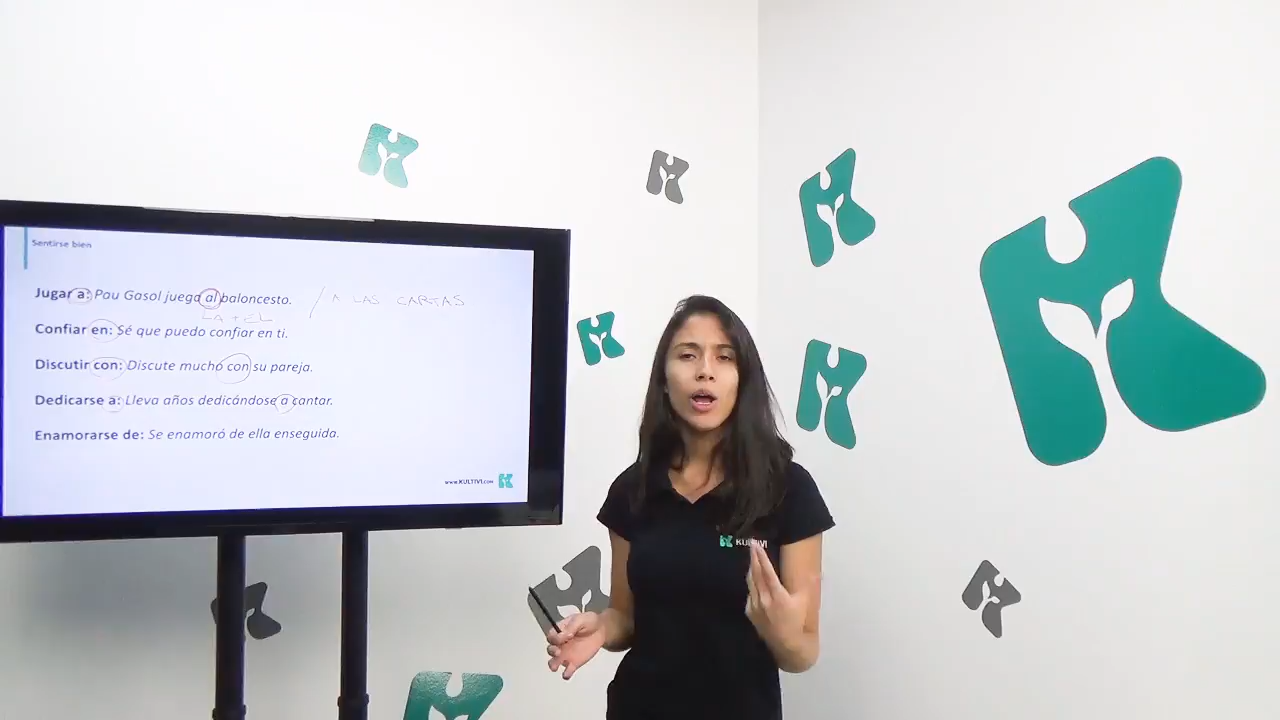 Sentirse bien
Jugar a: Pau Gasol juega al baloncesto. / A LAS CARTAS
LA + EL
Confiar en: Sé que puedo confiar en ti.
Discutir con: Discute mucho con su pareja.
Dedicarse a: Lleva años dedicándose a cantar.
Enamorarse de: Se enamoró de ella enseguida.
www.KULTIVI.com
KULTIVI